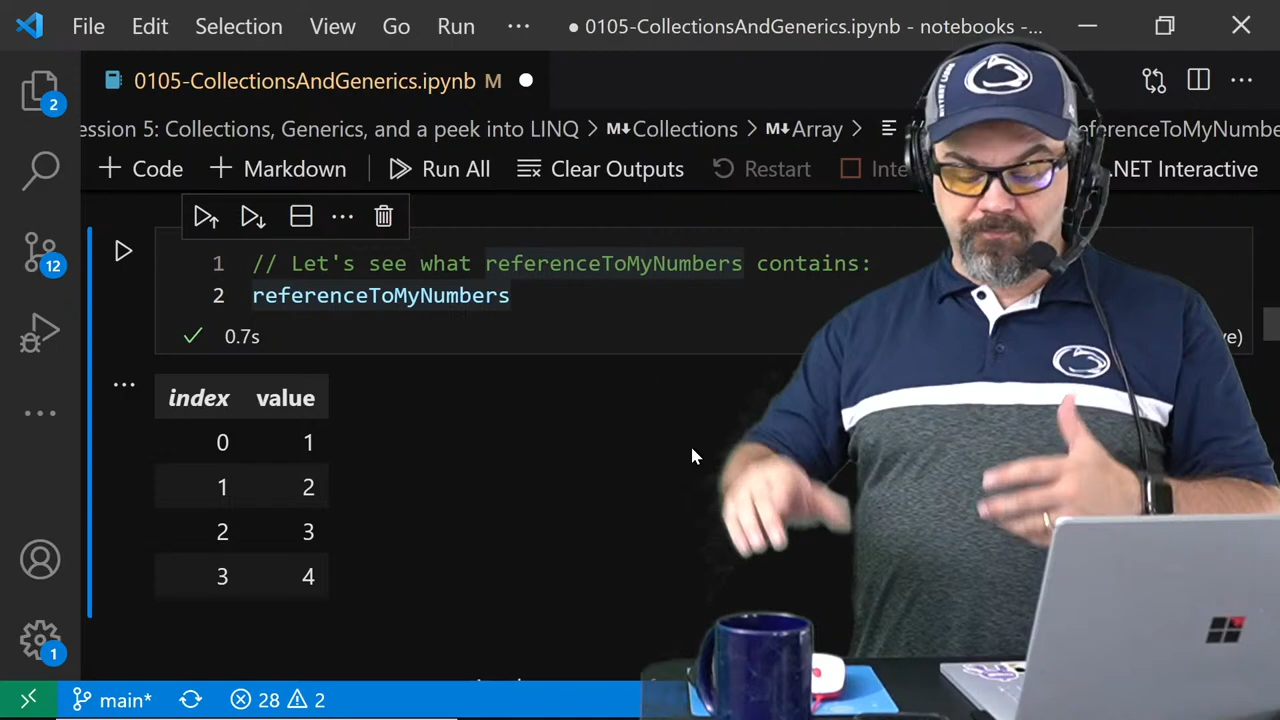 File Edit Selection View Go Run ··· ● 0105-CollectionsAndGenerics.ipynb - notebooks -...
0105-CollectionsAndGenerics.ipynb M
2
ession 5: Collections, Generics, and a peek into LINQ > M↓Collections > M↓Array > eferenceToMyNumbe
+ Code + Markdown Run All Clear Outputs Restart Inte .NET Interactive
12
1 // Let's see what referenceToMyNumbers contains:
2 referenceToMyNumbers
0.7s ve)
index value
0 1
1 2
2 3
3 4
1
main* 28 2